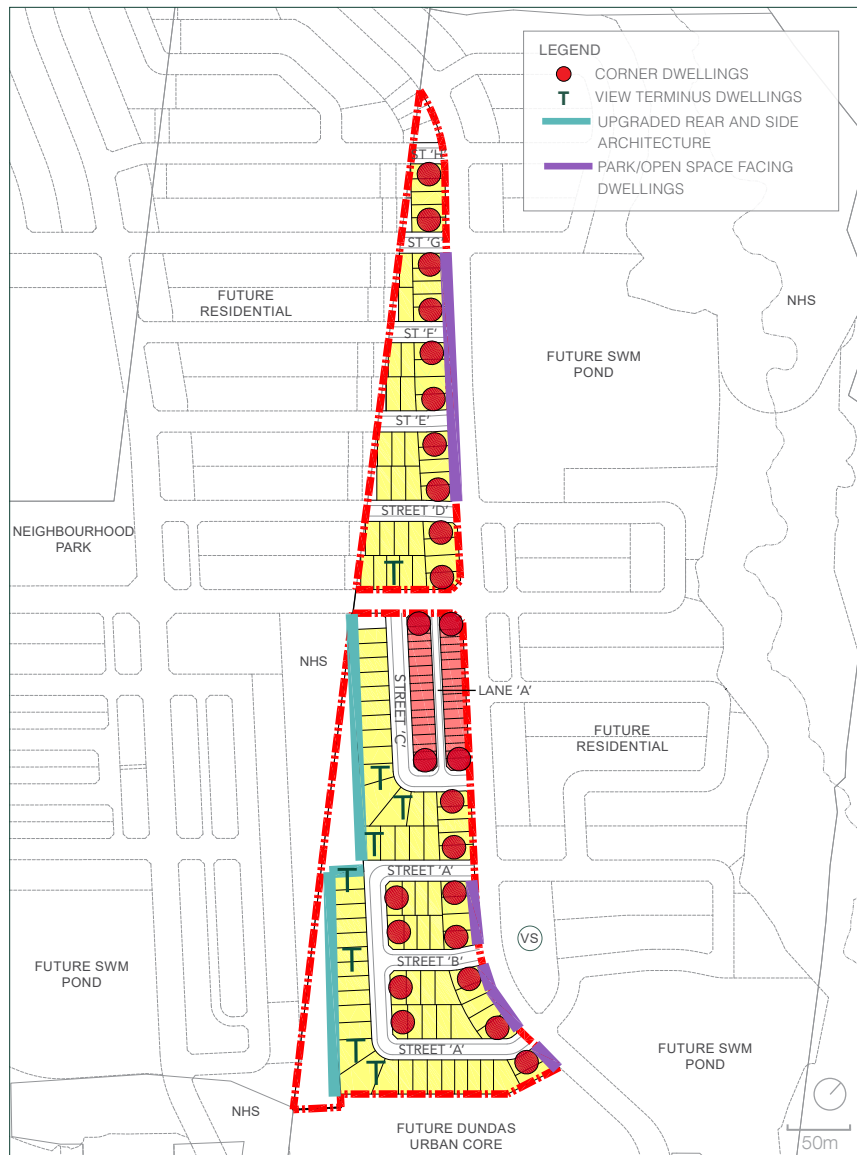 LEGEND
CORNER DWELLINGS
T VIEW TERMINUS DWELLINGS
UPGRADED REAR AND SIDE
ARCHITECTURE
PARK/OPEN SPACE FACING
DWELLINGS
ST 'H'
ST 'G'
FUTURE
RESIDENTIAL
NHS
ST 'F'
FUTURE SWM
POND
ST 'E'
STREET 'D'
NEIGHBOURHOOD
PARK
T
NHS
STREET 'C'
LANE 'A'
FUTURE
RESIDENTIAL
T
T
T
STREET 'A'
T
VS
T
STREET 'B'
FUTURE SWM
POND
T
STREET 'A'
T
FUTURE SWM
POND
NHS
FUTURE DUNDAS
URBAN CORE
50m